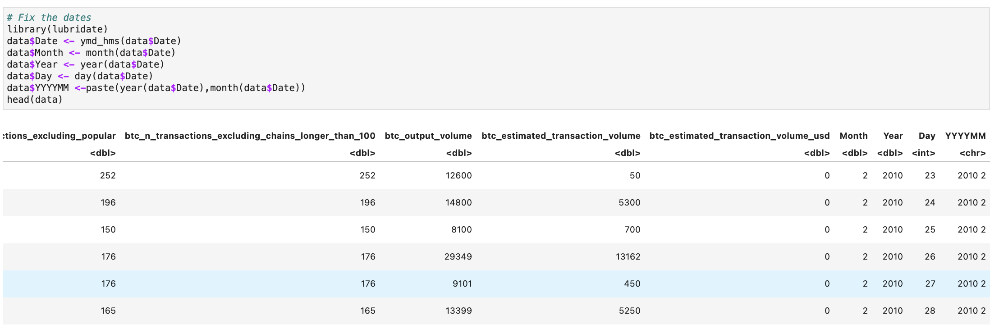 # Fix the dates
library(lubridate)
data$Date <- ymd_hms(data$Date)
data$Month <- month(data$Date)
data$Year <- year(data$Date)
data$Day <- day(data$Date)
data$YYYYMM <-paste(year(data$Date),month(data$Date))
head(data)
ctions_excluding_popular btc_n_transactions_excluding_chains_longer_than_100 btc_output_volume btc_estimated_transaction_volume btc_estimated_transaction_volume_usd Month Year Day YYYYMM
<dbl> <dbl> <dbl> <dbl> <dbl> <dbl> <dbl> <int> <chr>
252 252 12600 50 0 2 2010 23 2010 2
196 196 14800 5300 0 2 2010 24 2010 2
150 150 8100 700 0 2 2010 25 2010 2
176 176 29349 13162 0 2 2010 26 2010 2
176 176 9101 450 0 2 2010 27 2010 2
165 165 13399 5250 0 2 2010 28 2010 2